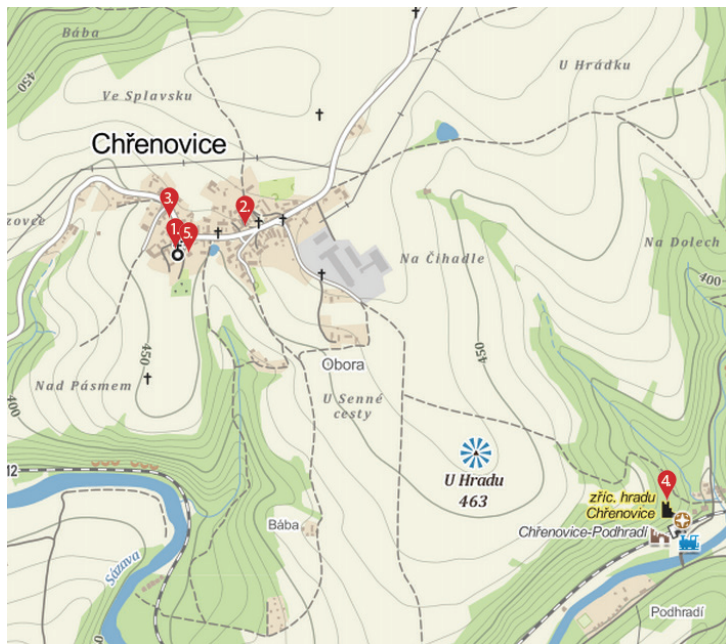 Bába
450
U Hrádku
Ve Splavsku
Chřenovice
3.
2.
1.
5.
Na Dolech
Na Čihadle
400
450
450
Obora
Nad Pásmem
U Senné
cesty
400
12
U Hradu
463
4.
zříc. hradu
Chřenovice
Chřenovice-Podhradí
Bába
Sázava
Podhradí